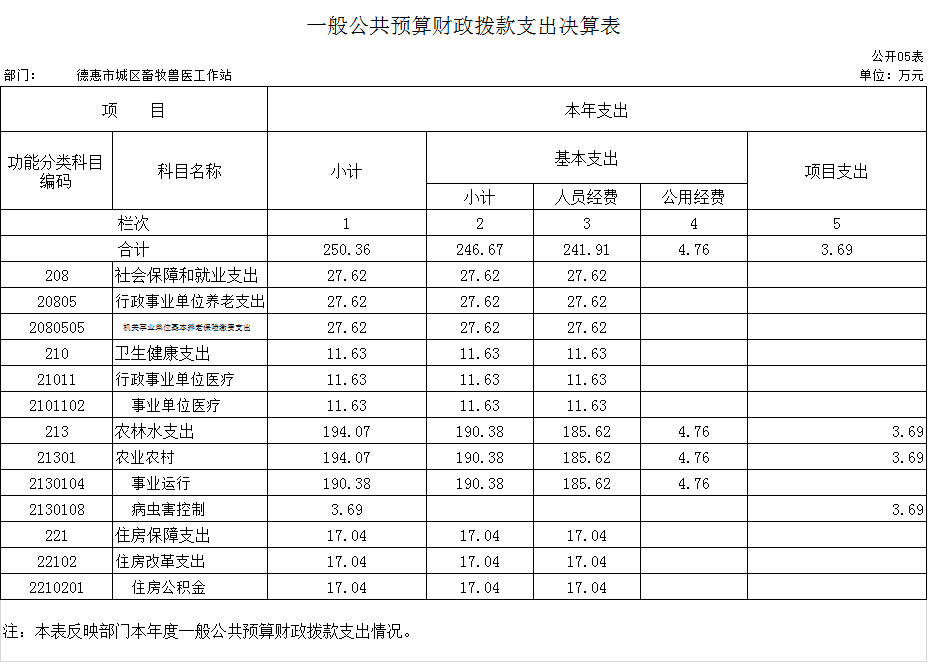 一般公共预算财政拨款支出决算表
公开05表
部门： 德惠市城区畜牧兽医工作站 单位：万元
项 目 本年支出
功能分类科目编码 科目名称 小计 基本支出 项目支出
小计 人员经费 公用经费
栏次 1 2 3 4 5
合计 250.36 246.67 241.91 4.76 3.69
208 社会保障和就业支出 27.62 27.62 27.62
20805 行政事业单位养老支出 27.62 27.62 27.62
2080505 机关事业单位基本养老保险缴费支出 27.62 27.62 27.62
210 卫生健康支出 11.63 11.63 11.63
21011 行政事业单位医疗 11.63 11.63 11.63
2101102 事业单位医疗 11.63 11.63 11.63
213 农林水支出 194.07 190.38 185.62 4.76 3.69
21301 农业农村 194.07 190.38 185.62 4.76 3.69
2130104 事业运行 190.38 190.38 185.62 4.76
2130108 病虫害控制 3.69 3.69
221 住房保障支出 17.04 17.04 17.04
22102 住房改革支出 17.04 17.04 17.04
2210201 住房公积金 17.04 17.04 17.04
注：本表反映部门本年度一般公共预算财政拨款支出情况。